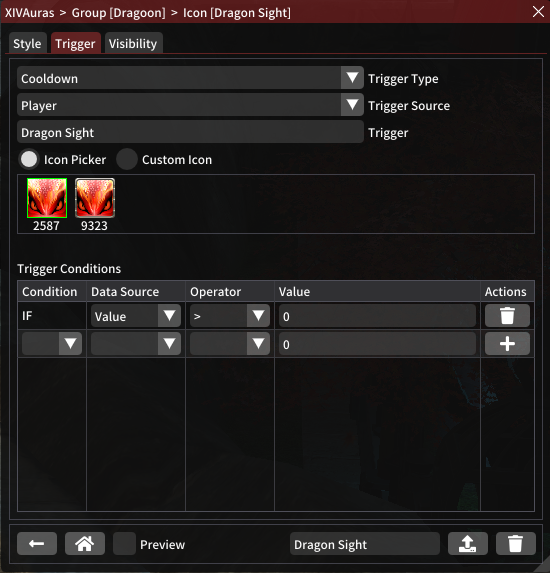 XIVAuras > Group [Dragoon] > Icon [Dragon Sight]
Style Trigger Visibility
Cooldown Trigger Type
Player Trigger Source
Dragon Sight Trigger
Icon Picker Custom Icon
2587 9323
Trigger Conditions
Condition Data Source Operator Value Actions
IF Value > 0
0
Preview Dragon Sight